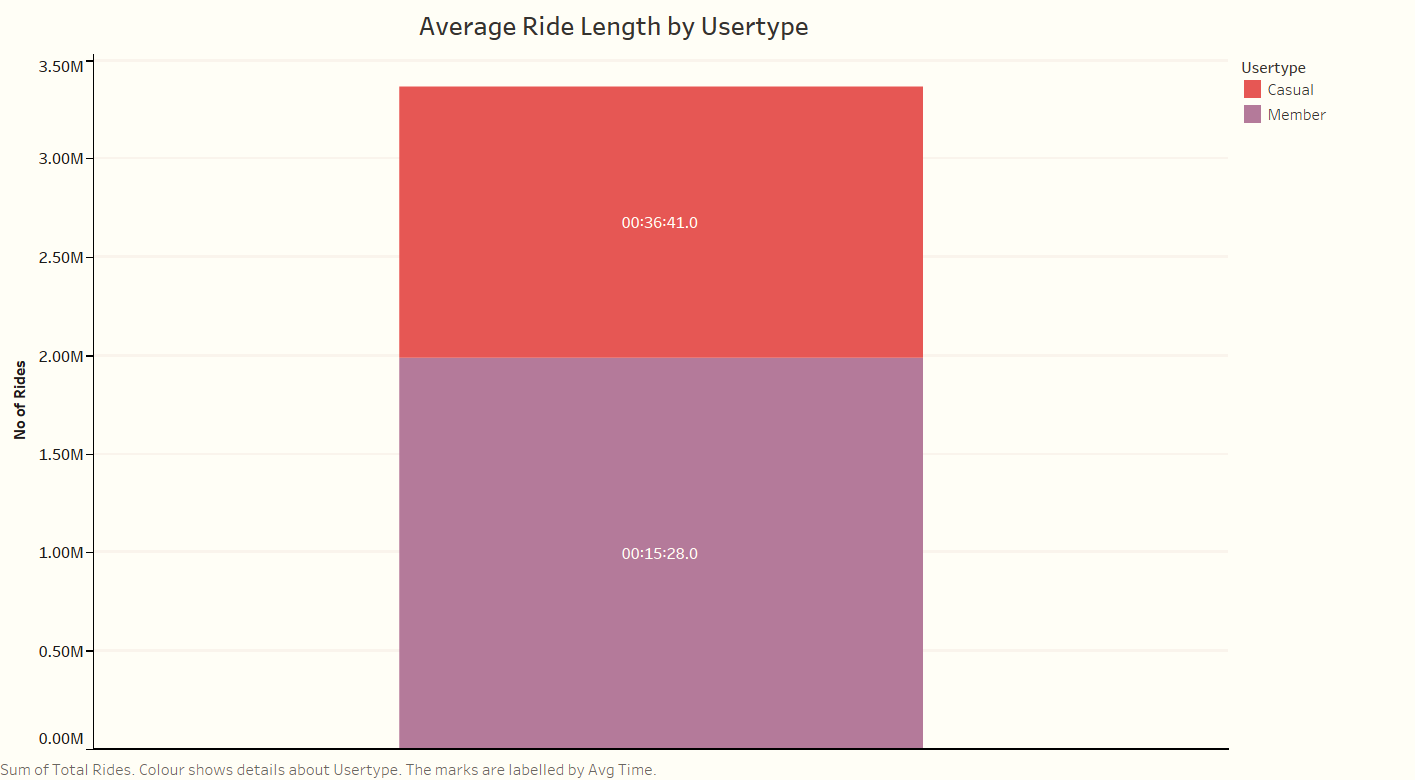 Average Ride Length by Usertype
3.50M
3.00M
2.50M
2.00M
1.50M
1.00M
0.50M
0.00M
No of Rides
00:36:41.0
00:15:28.0
Usertype
Casual
Member
Sum of Total Rides. Colour shows details about Usertype. The marks are labelled by Avg Time.